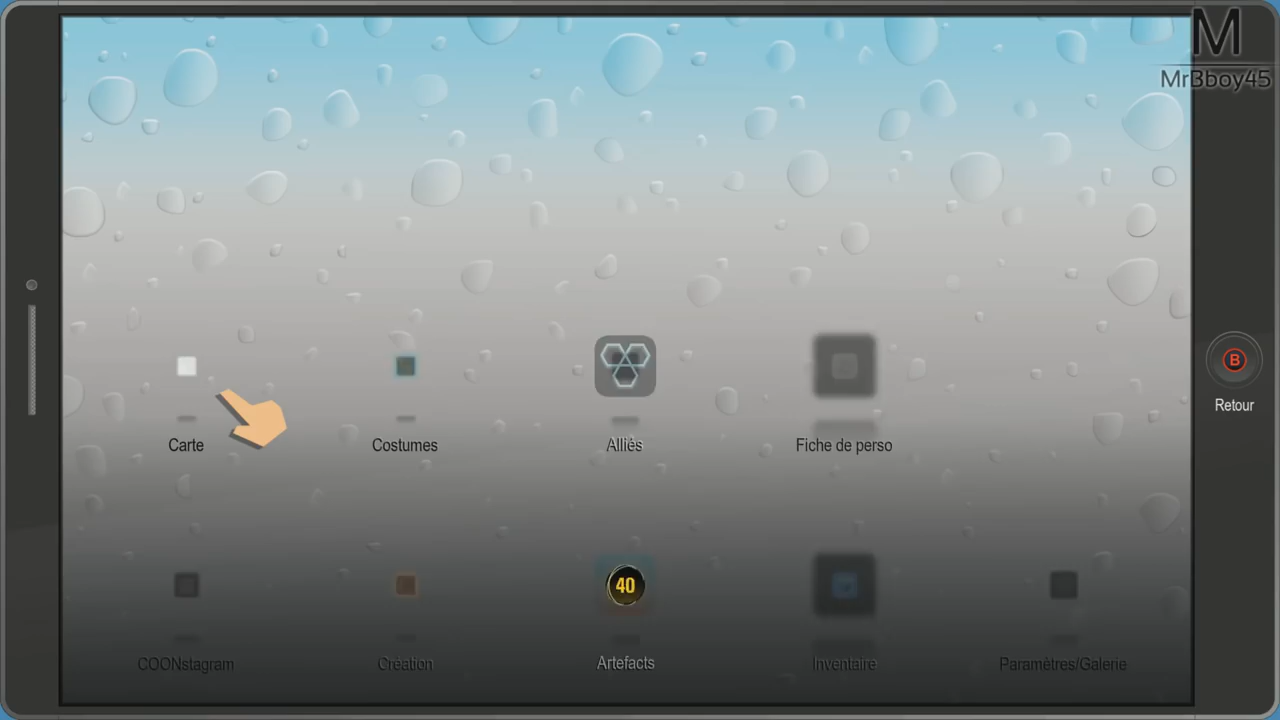 M
MrBboy45
B
Retour
Carte
Costumes
Alliés
Fiche de perso
40
COONstagram
Création
Artefacts
Inventaire
Paramètres/Galerie